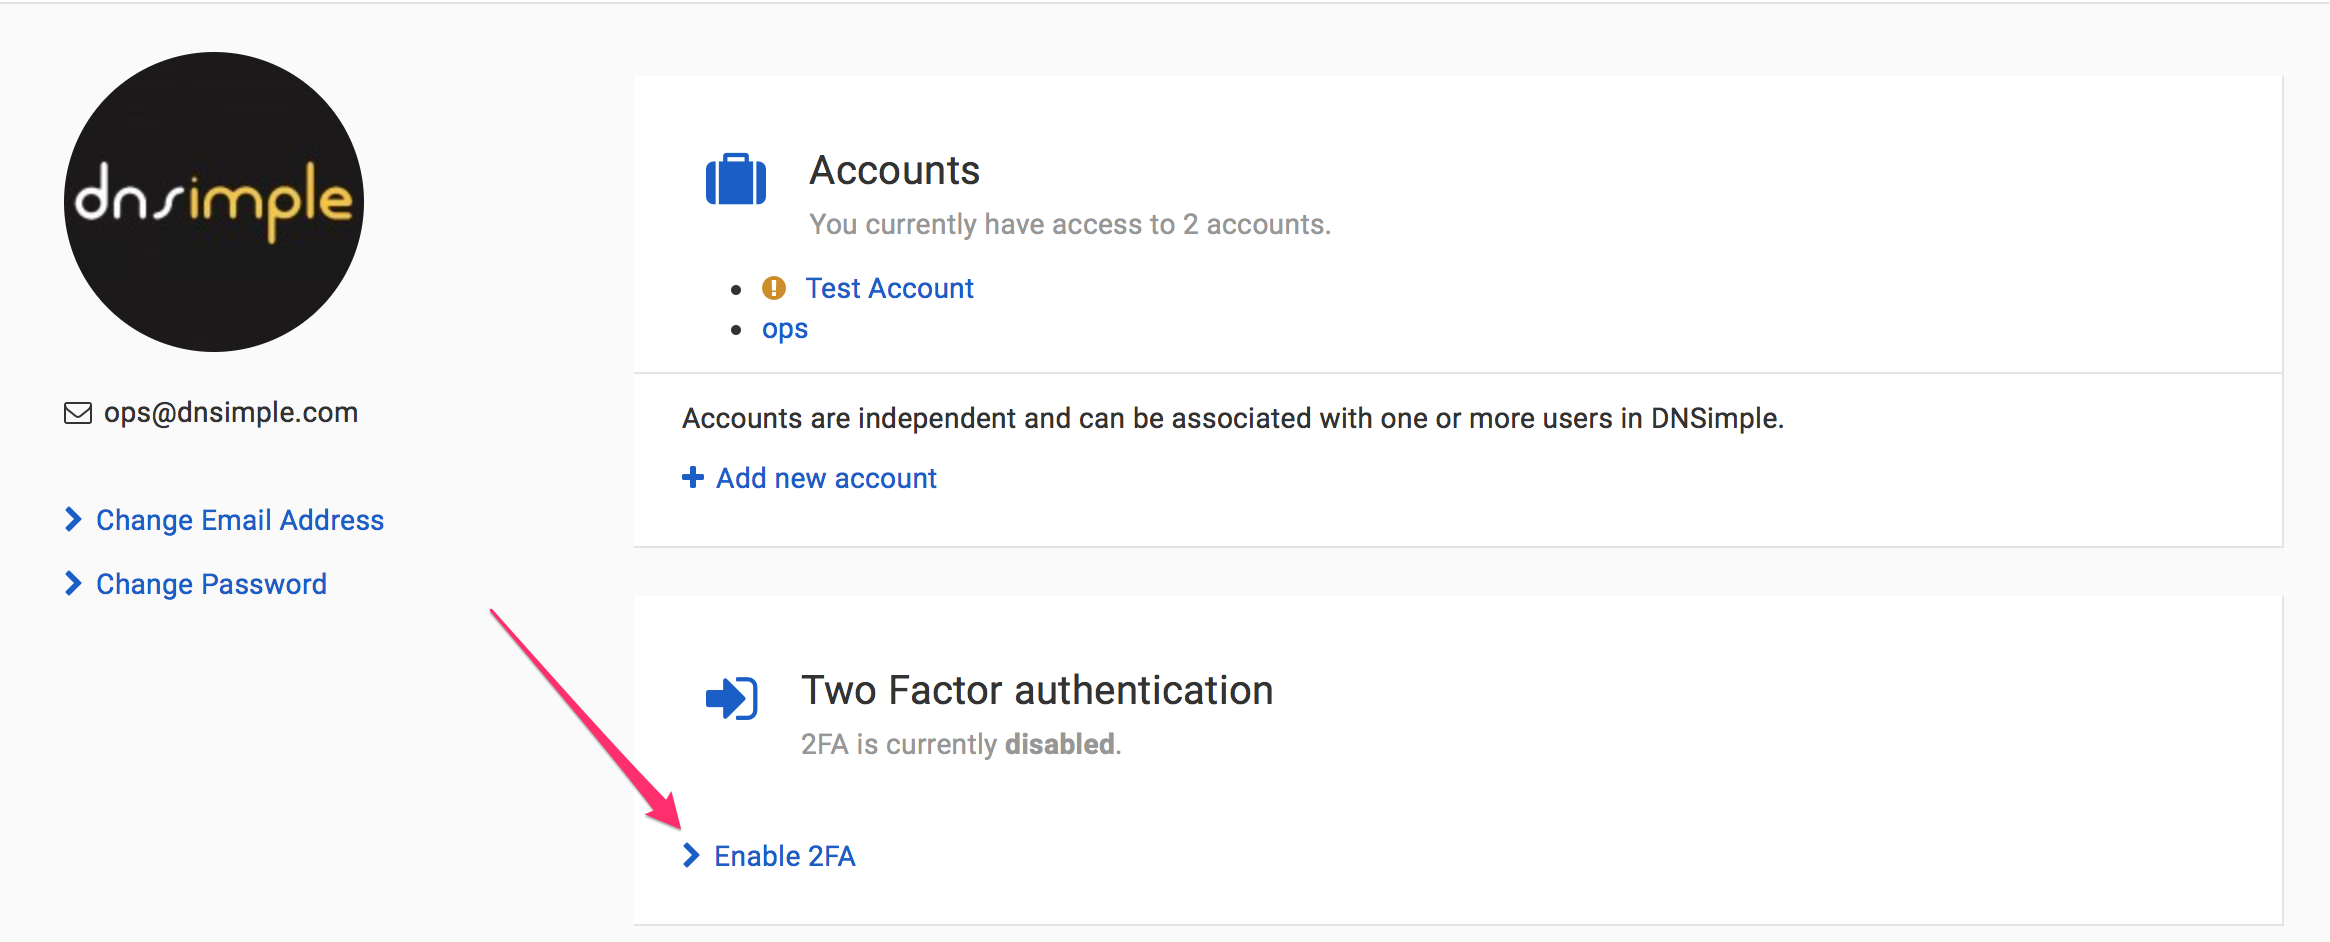 dnsimple
ops@dnsimple.com
Change Email Address
Change Password
Accounts
You currently have access to 2 accounts.
Test Account
ops
Accounts are independent and can be associated with one or more users in DNSimple.
Add new account
Two Factor authentication
2FA is currently disabled.
Enable 2FA